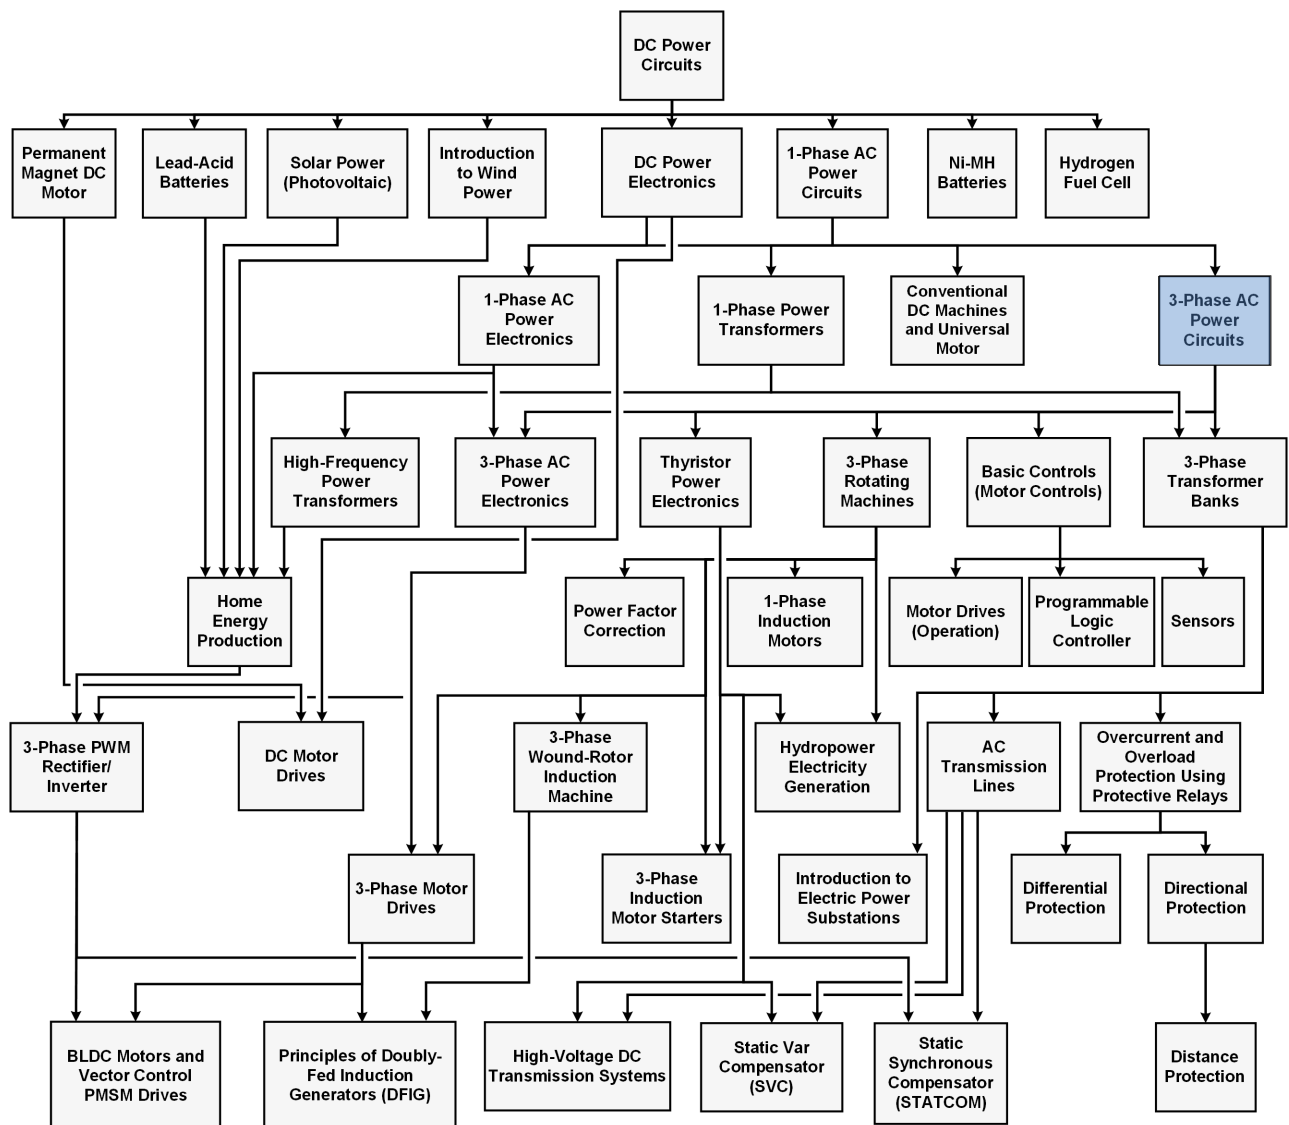 DC Power
Circuits
Permanent
Magnet DC
Motor
Lead-Acid
Batteries
Solar Power
(Photovoltaic)
Introduction
to Wind
Power
DC Power
Electronics
1-Phase AC
Power
Circuits
Ni-MH
Batteries
Hydrogen
Fuel Cell
1-Phase AC
Power
Electronics
1-Phase Power
Transformers
Conventional
DC Machines
and Universal
Motor
3-Phase AC
Power
Circuits
High-Frequency
Power
Transformers
3-Phase AC
Power
Electronics
Thyristor
Power
Electronics
3-Phase
Rotating
Machines
Basic Controls
(Motor Controls)
3-Phase
Transformer
Banks
Home
Energy
Production
Power Factor
Correction
1-Phase
Induction
Motors
Motor Drives
(Operation)
Programmable
Logic
Controller
Sensors
3-Phase PWM
Rectifier/
Inverter
DC Motor
Drives
3-Phase
Wound-Rotor
Induction
Machine
Hydropower
Electricity
Generation
AC
Transmission
Lines
Overcurrent and
Overload
Protection Using
Protective Relays
3-Phase Motor
Drives
3-Phase
Induction
Motor Starters
Introduction to
Electric Power
Substations
Differential
Protection
Directional
Protection
BLDC Motors and
Vector Control
PMSM Drives
Principles of Doubly-
Fed Induction
Generators (DFIG)
High-Voltage DC
Transmission Systems
Static Var
Compensator
(SVC)
Static
Synchronous
Compensator
(STATCOM)
Distance
Protection